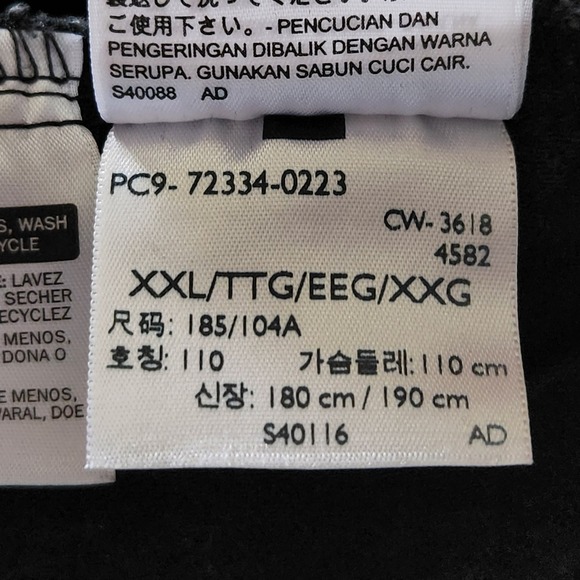 ご使用下さい。- PENCUCIAN DAN
PENGERINGAN DIBALIK DENGAN WARNA
SERUPA. GUNAKAN SABUN CUCI CAIR.
S40088 AD
PC9- 72334-0223
CW- 3618
4582
XXL/TTG/EEG/XXG
尺码: 185/104A
호칭: 110 가슴둘레: 110 cm
신장: 180 cm / 190 cm
S40116 AD
S, WASH
YCLE
: LAVEZ
SECHER
ECYCLEZ
MENOS,
DONA O
E MENOS,
ARAL, DOE